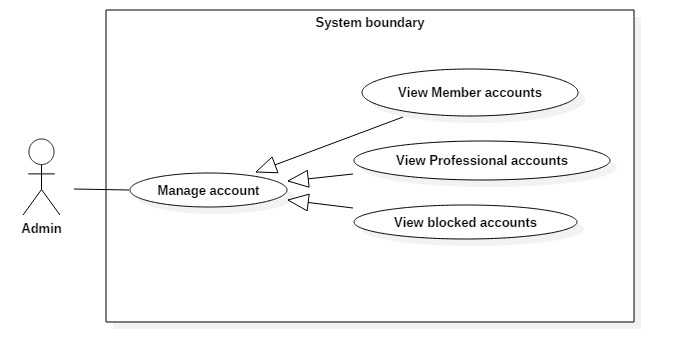 System boundary
View Member accounts
View Professional accounts
Manage account
View blocked accounts
Admin